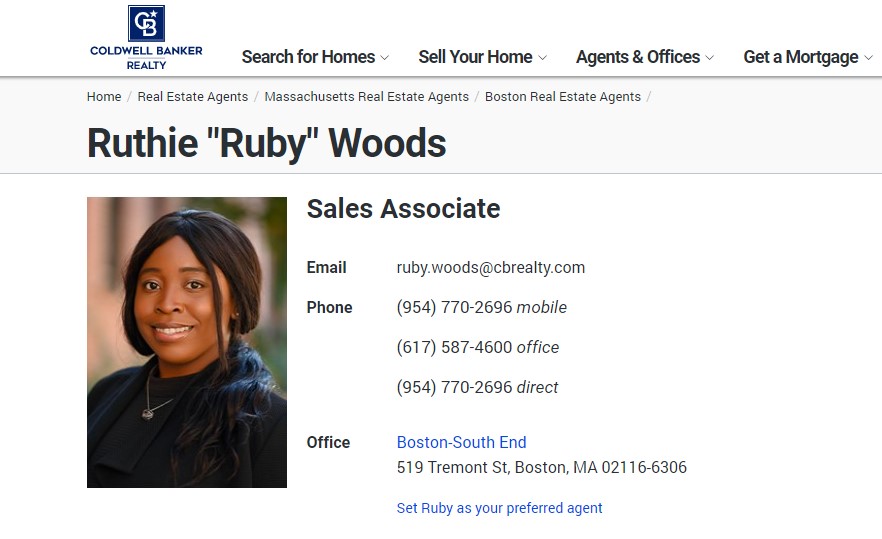 CB
COLDWELL BANKER
REALTY
Search for Homes Sell Your Home Agents & Offices Get a Mortgage
Home / Real Estate Agents / Massachusetts Real Estate Agents / Boston Real Estate Agents /
Ruthie "Ruby" Woods
Sales Associate
Email ruby.woods@cbrealty.com
Phone (954) 770-2696 mobile
(617) 587-4600 office
(954) 770-2696 direct
Office Boston-South End
519 Tremont St, Boston, MA 02116-6306
Set Ruby as your preferred agent